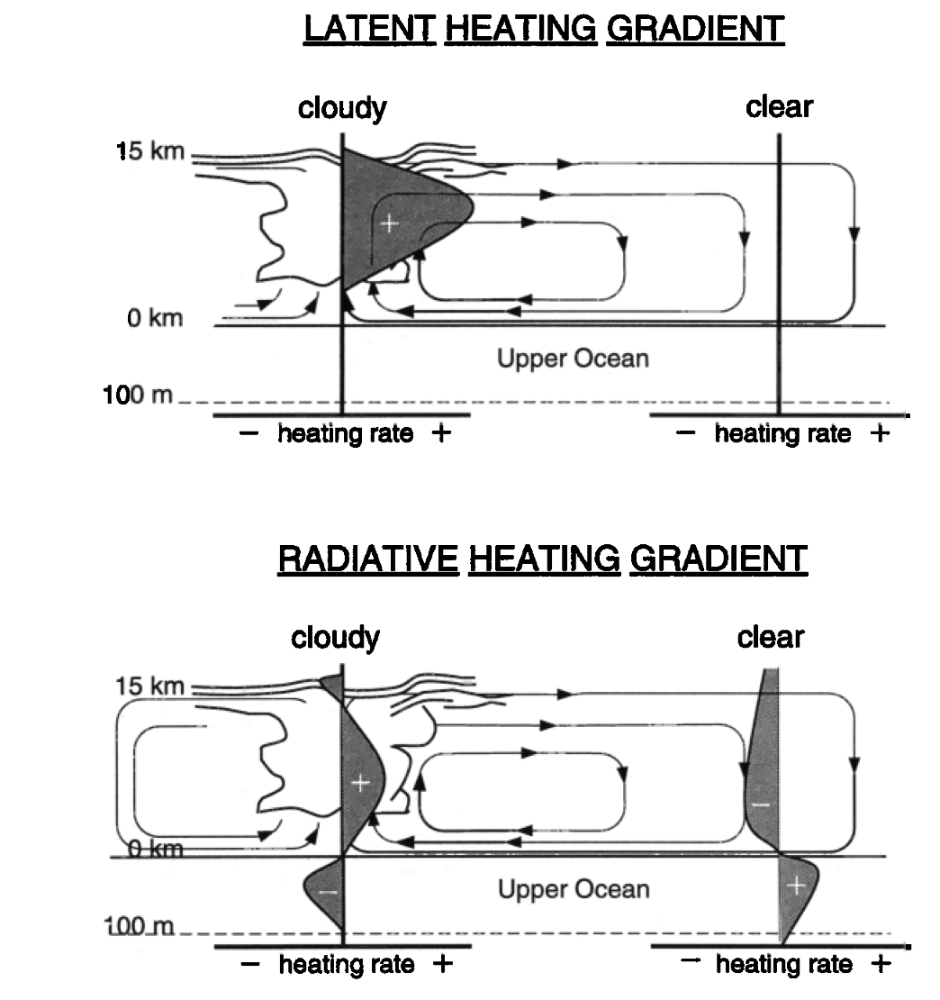 LATENT HEATING GRADIENT
cloudy clear
15 km
+
0 km
Upper Ocean
100 m
− heating rate + − heating rate +
RADIATIVE HEATING GRADIENT
cloudy clear
15 km
+ −
0 km
− Upper Ocean +
100 m
− heating rate + − heating rate +